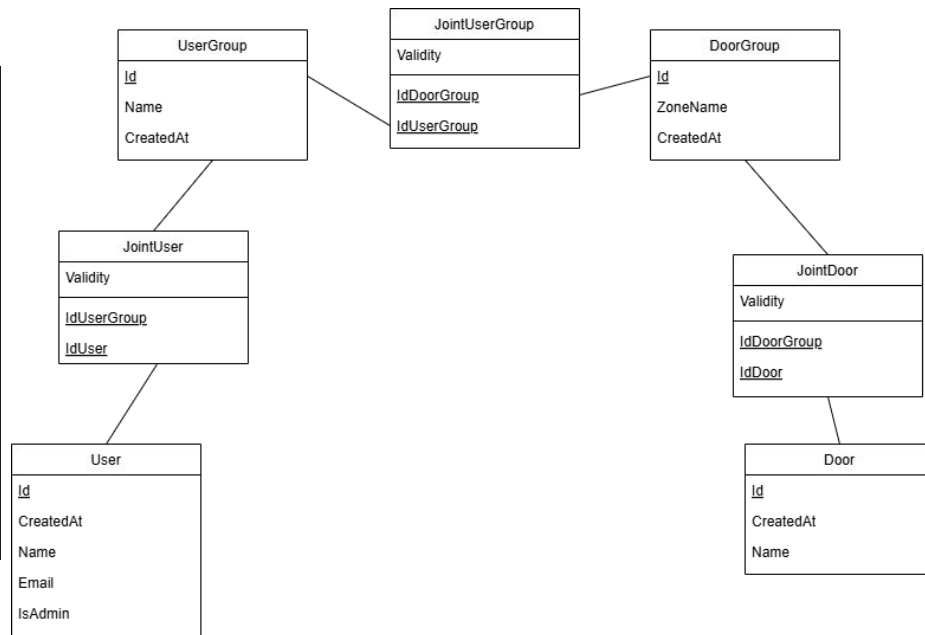 JointUserGroup
Validity
IdDoorGroup
IdUserGroup
UserGroup
Id
Name
CreatedAt
DoorGroup
Id
ZoneName
CreatedAt
JointUser
Validity
IdUserGroup
IdUser
JointDoor
Validity
IdDoorGroup
IdDoor
User
Id
CreatedAt
Name
Email
IsAdmin
Door
Id
CreatedAt
Name